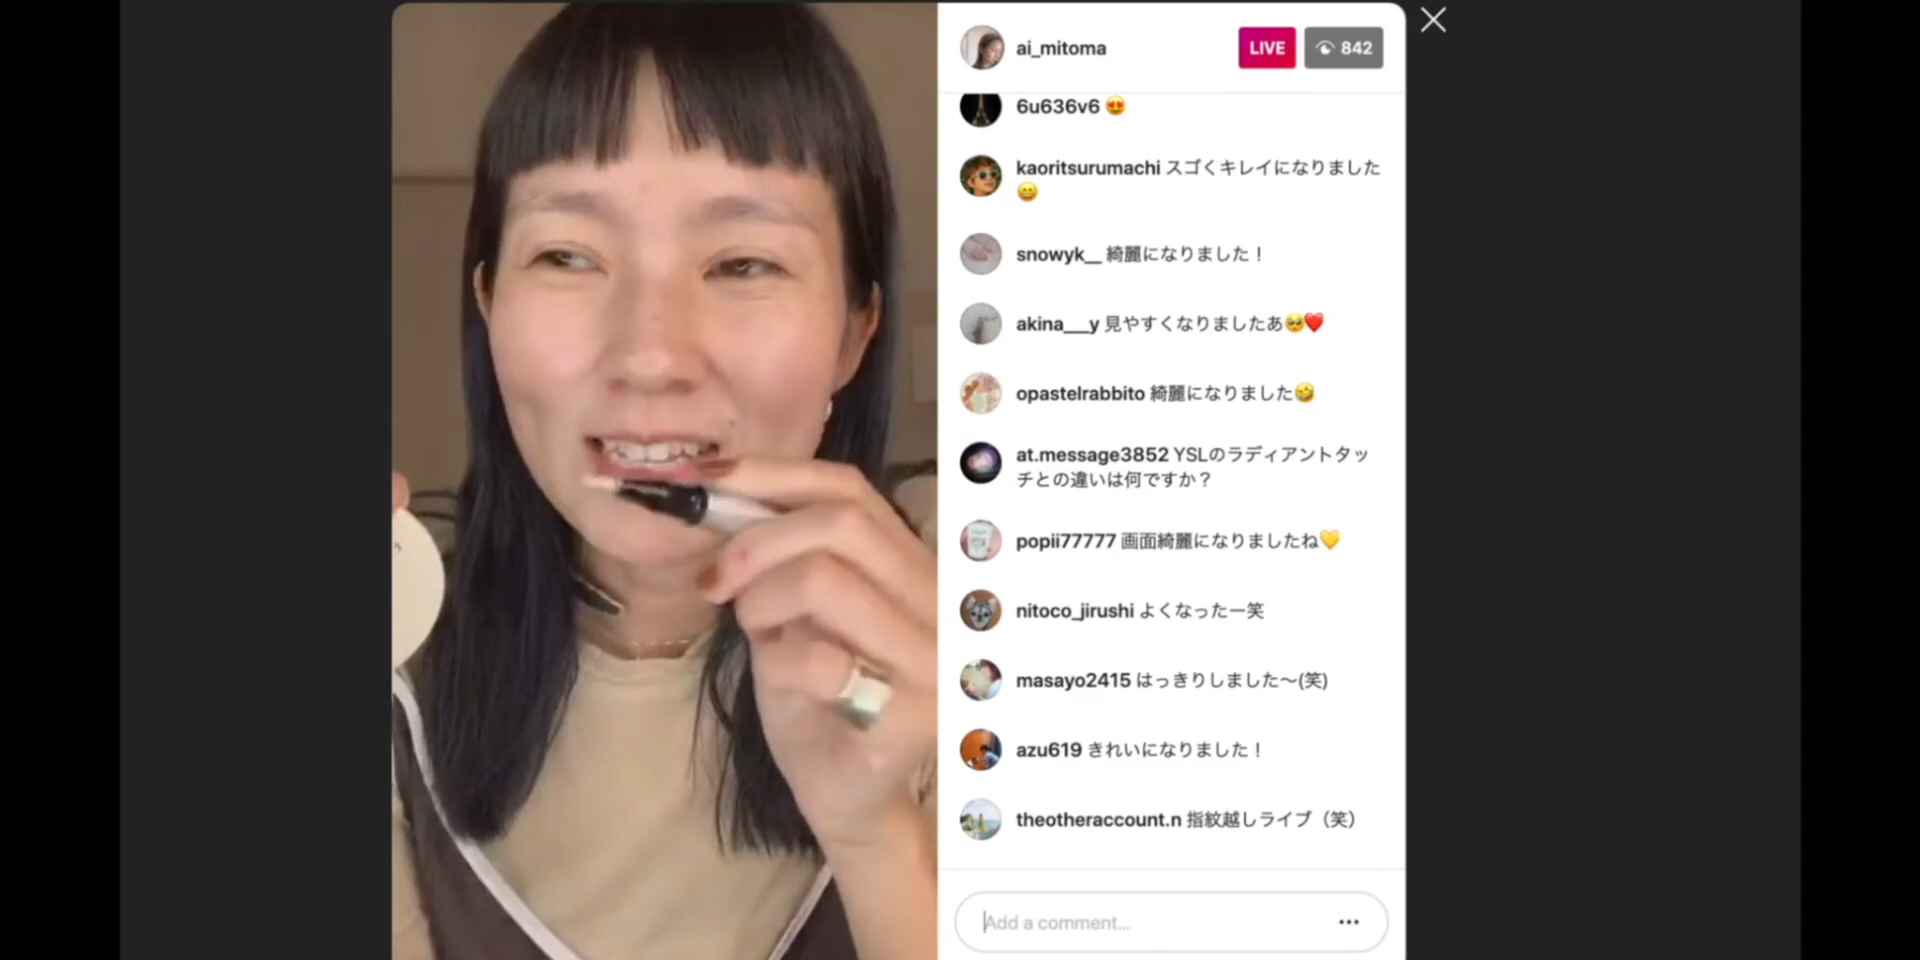 ai_mitoma
LIVE
842
6u636v6 😍
kaoritsurumachi スゴくキレイになりました
😄
snowyk__ 綺麗になりました！
akina___y 見やすくなりましたあ🥺❤️
opastelrabbito 綺麗になりました🤣
at.message3852 YSLのラディアントタッ
チとの違いは何ですか？
popii77777 画面綺麗になりましたね💛
nitoco_jirushi よくなったー笑
masayo2415 はっきりしました〜(笑)
azu619 きれいになりました！
theotheraccount.n 指紋越しライブ（笑）
Add a comment...